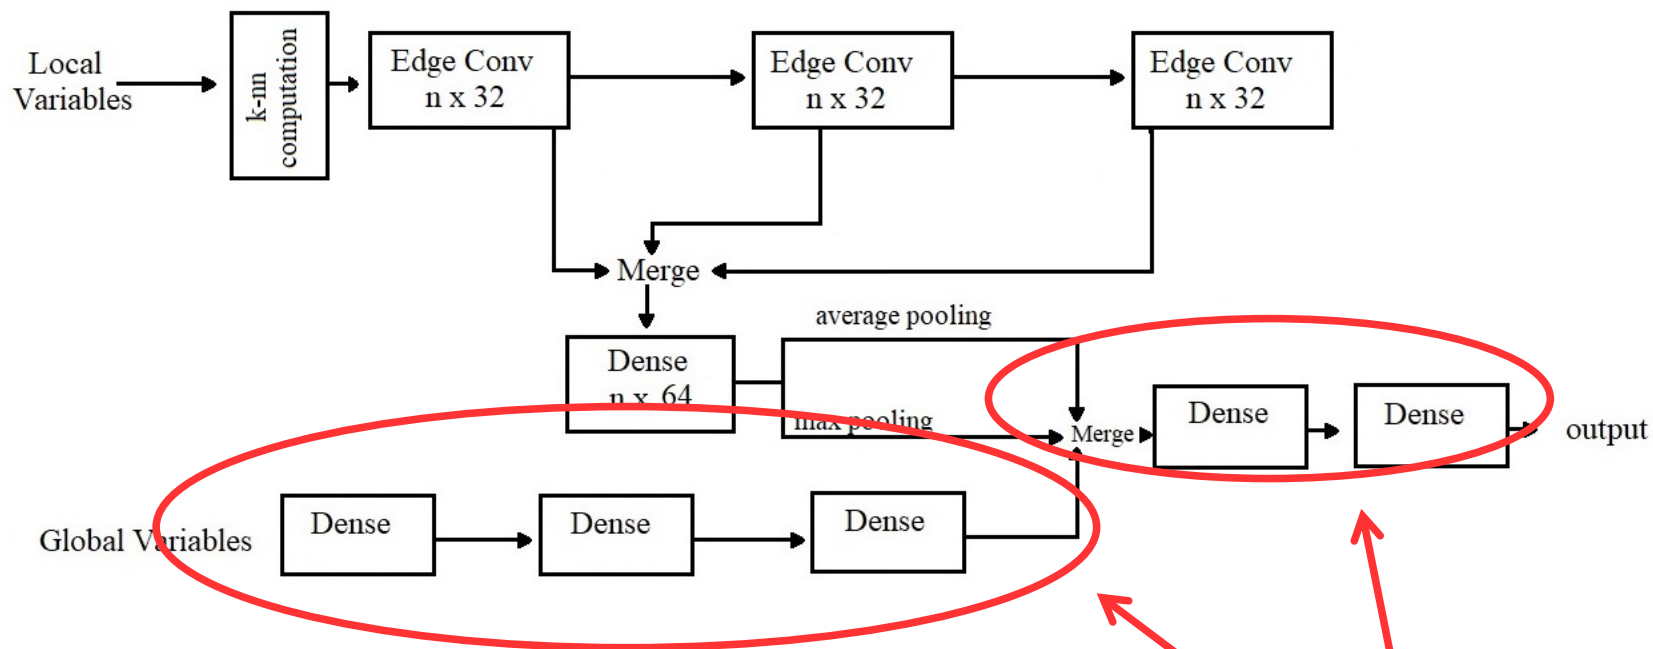 Local
Variables
k-nn
computation
Edge Conv
n x 32
Edge Conv
n x 32
Edge Conv
n x 32
Merge
average pooling
Dense
n x 64
max pooling
Merge
Dense
Dense
output
Global Variables
Dense
Dense
Dense